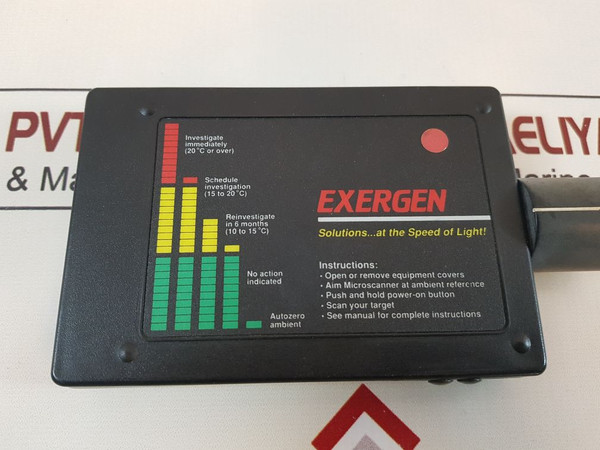 PVT
& Ma
ELIYA
Marine
Investigate
immediately
(20°C or over)
Schedule
investigation
(15 to 20°C)
Reinvestigate
in 6 months
(10 to 15°C)
No action
indicated
Autozero
ambient
EXERGEN
Solutions...at the Speed of Light!
Instructions:
• Open or remove equipment covers
• Aim Microscanner at ambient reference
• Push and hold power-on button
• Scan your target
• See manual for complete instructions